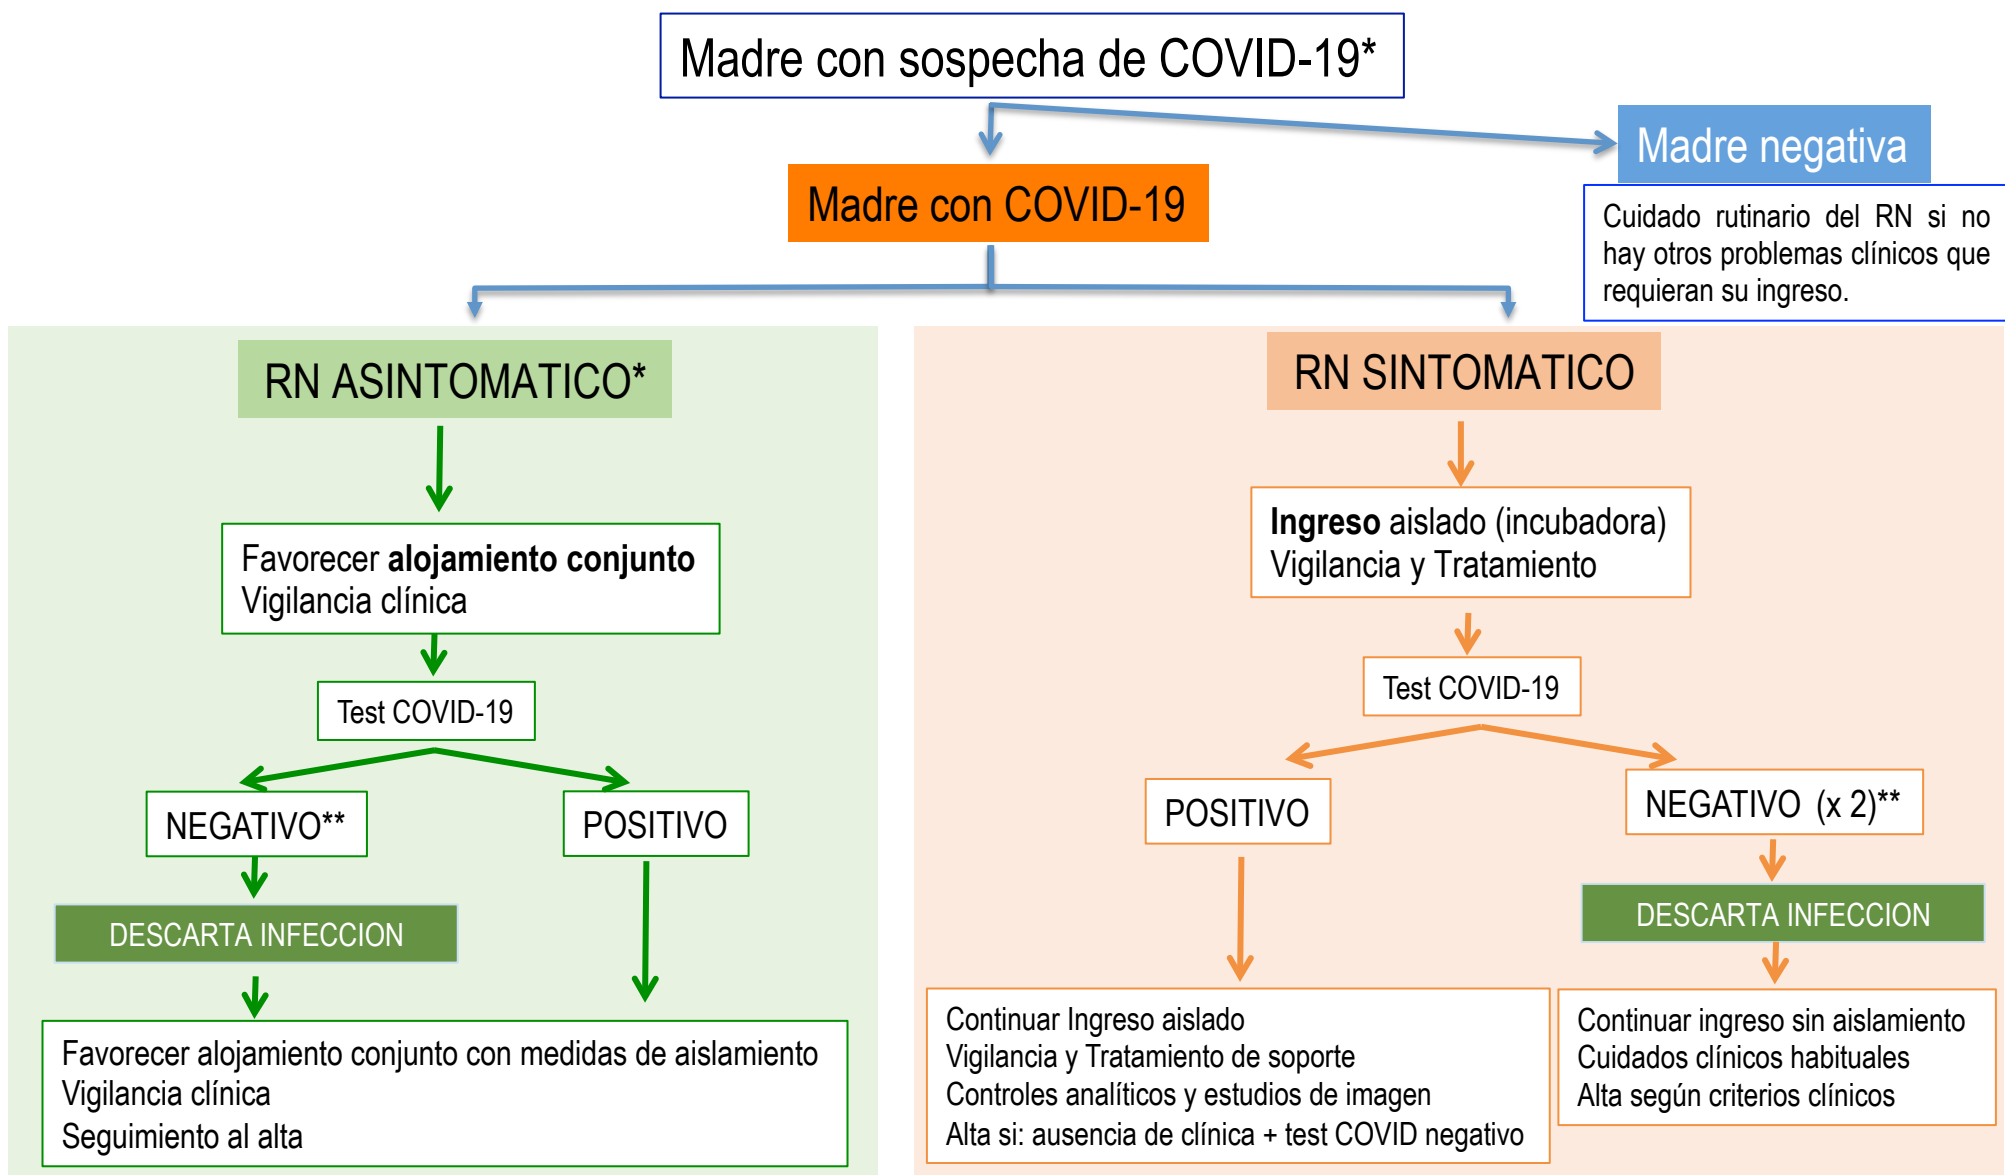 Madre con sospecha de COVID-19*
Madre negativa
Madre con COVID-19
Cuidado rutinario del RN si no
hay otros problemas clínicos que
requieran su ingreso.
RN ASINTOMATICO*
Favorecer alojamiento conjunto
Vigilancia clínica
Test COVID-19
NEGATIVO**
POSITIVO
DESCARTA INFECCION
Favorecer alojamiento conjunto con medidas de aislamiento
Vigilancia clínica
Seguimiento al alta
RN SINTOMATICO
Ingreso aislado (incubadora)
Vigilancia y Tratamiento
Test COVID-19
POSITIVO
NEGATIVO (x 2)**
DESCARTA INFECCION
Continuar Ingreso aislado
Vigilancia y Tratamiento de soporte
Controles analíticos y estudios de imagen
Alta si: ausencia de clínica + test COVID negativo
Continuar ingreso sin aislamiento
Cuidados clínicos habituales
Alta según criterios clínicos